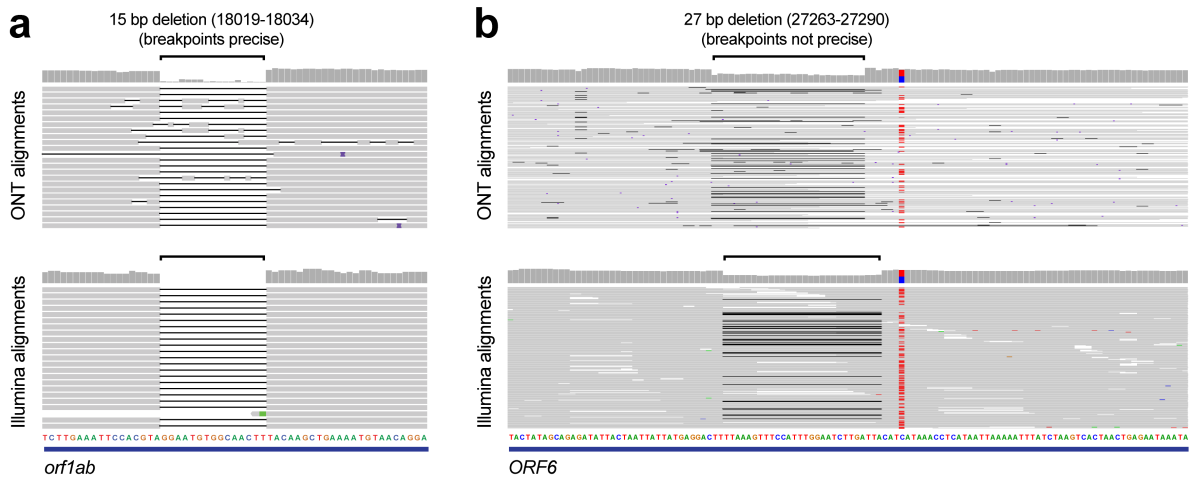 a
15 bp deletion (18019-18034)
(breakpoints precise)
ONT alignments
Illumina alignments
TCTTGAAATTCCACGTAGGAATGTGGCAACTTTACAAGCTGAAAATGTAACAGGA
orf1ab
b
27 bp deletion (27263-27290)
(breakpoints not precise)
ONT alignments
Illumina alignments
TACTATAGCAGAGATATTACTAATTATTATGAGGACTTTTAAAGTTTCCATTTGGAATCTTGATTACATCATAAACCTCATAATTAAAAATTTATCTAAGTCACTAACTGAGAATAAATA
ORF6